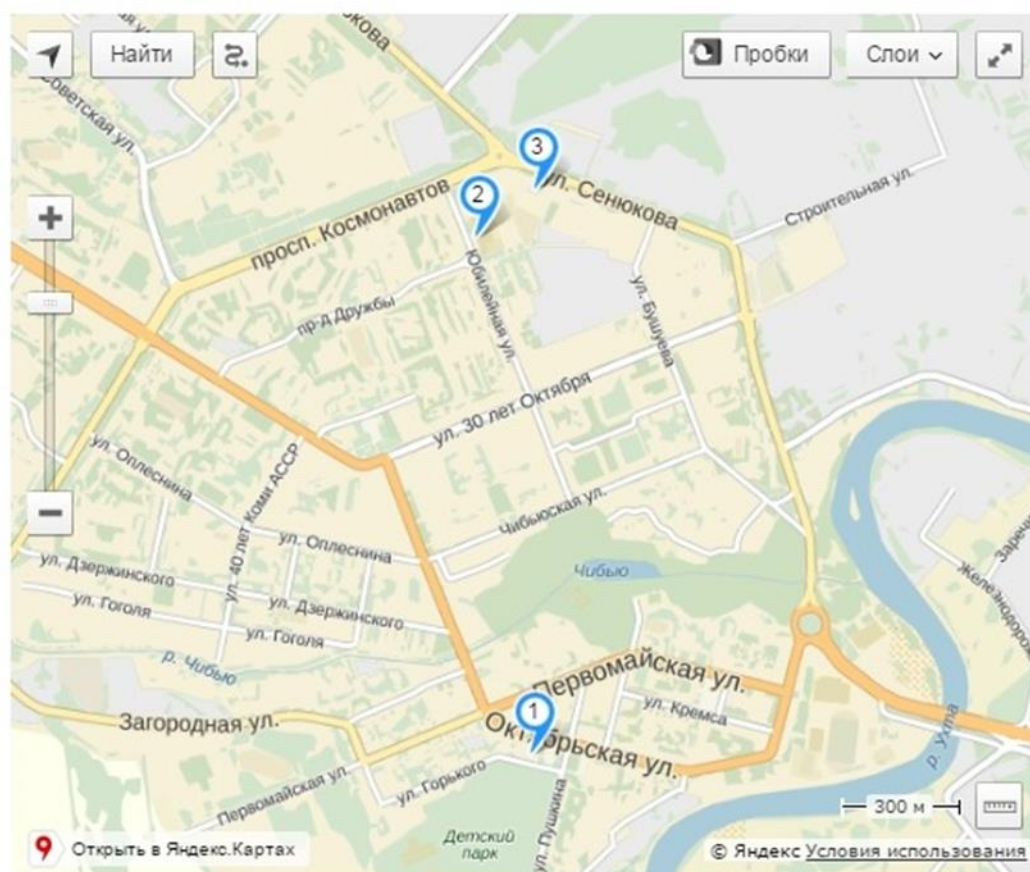 Найти
Пробки
Слои
Советская ул.
3
2
просп. Космонавтов
ул. Сенюкова
Строительная ул.
Юбилейная ул.
пр-д Дружбы
ул. Бушуева
ул. 30 лет Октября
ул. Оплеснина
ул. 40 лет Коми АССР
Чибьюская ул.
ул. Оплеснина
Чибью
ул. Дзержинского
ул. Гоголя
ул. Дзержинского
ул. Гоголя
р. Чибью
Первомайская ул.
ул. Кремса
1
Загородная ул.
Октябрьская ул.
р. Ухта
Первомайская ул.
ул. Горького
ул. Пушкина
Детский
парк
300 м
Открыть в Яндекс.Картах
© Яндекс Условия использования